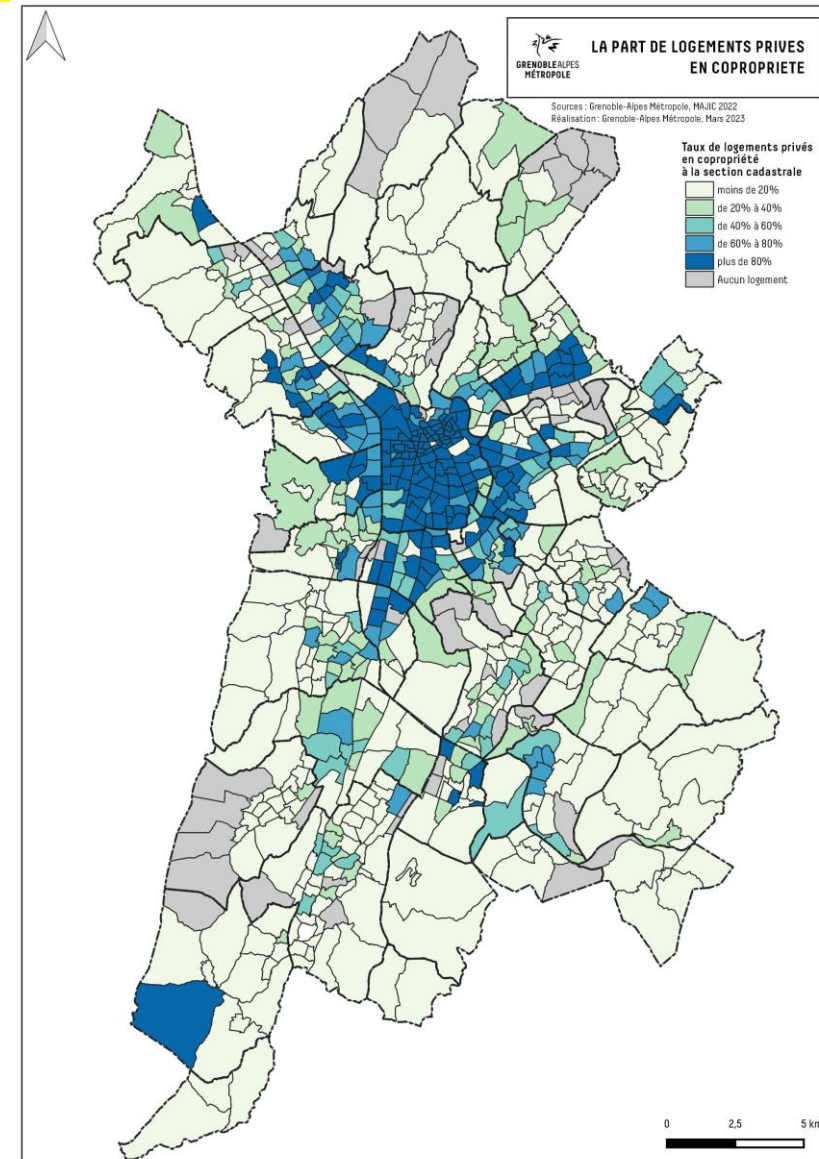 GRENOBLEALPES
MÉTROPOLE
LA PART DE LOGEMENTS PRIVES
EN COPROPRIETE
Sources : Grenoble-Alpes Métropole, MAJIC 2022
Réalisation : Grenoble-Alpes Métropole, Mars 2023
Taux de logements privés
en copropriété
à la section cadastrale
moins de 20%
de 20% à 40%
de 40% à 60%
de 60% à 80%
plus de 80%
Aucun logement
0 2,5 5 km